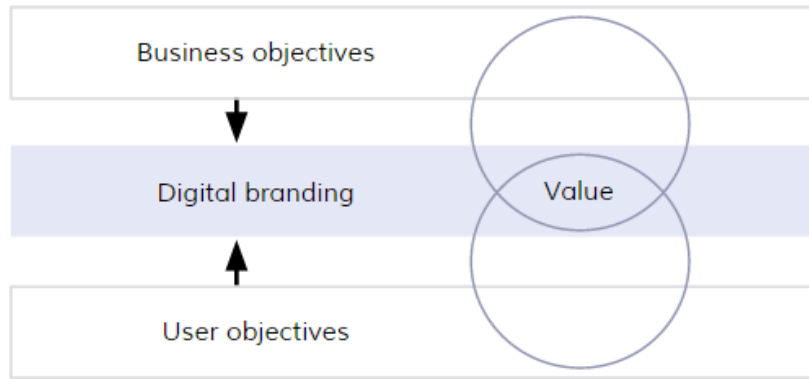 Business objectives
Digital branding
Value
User objectives